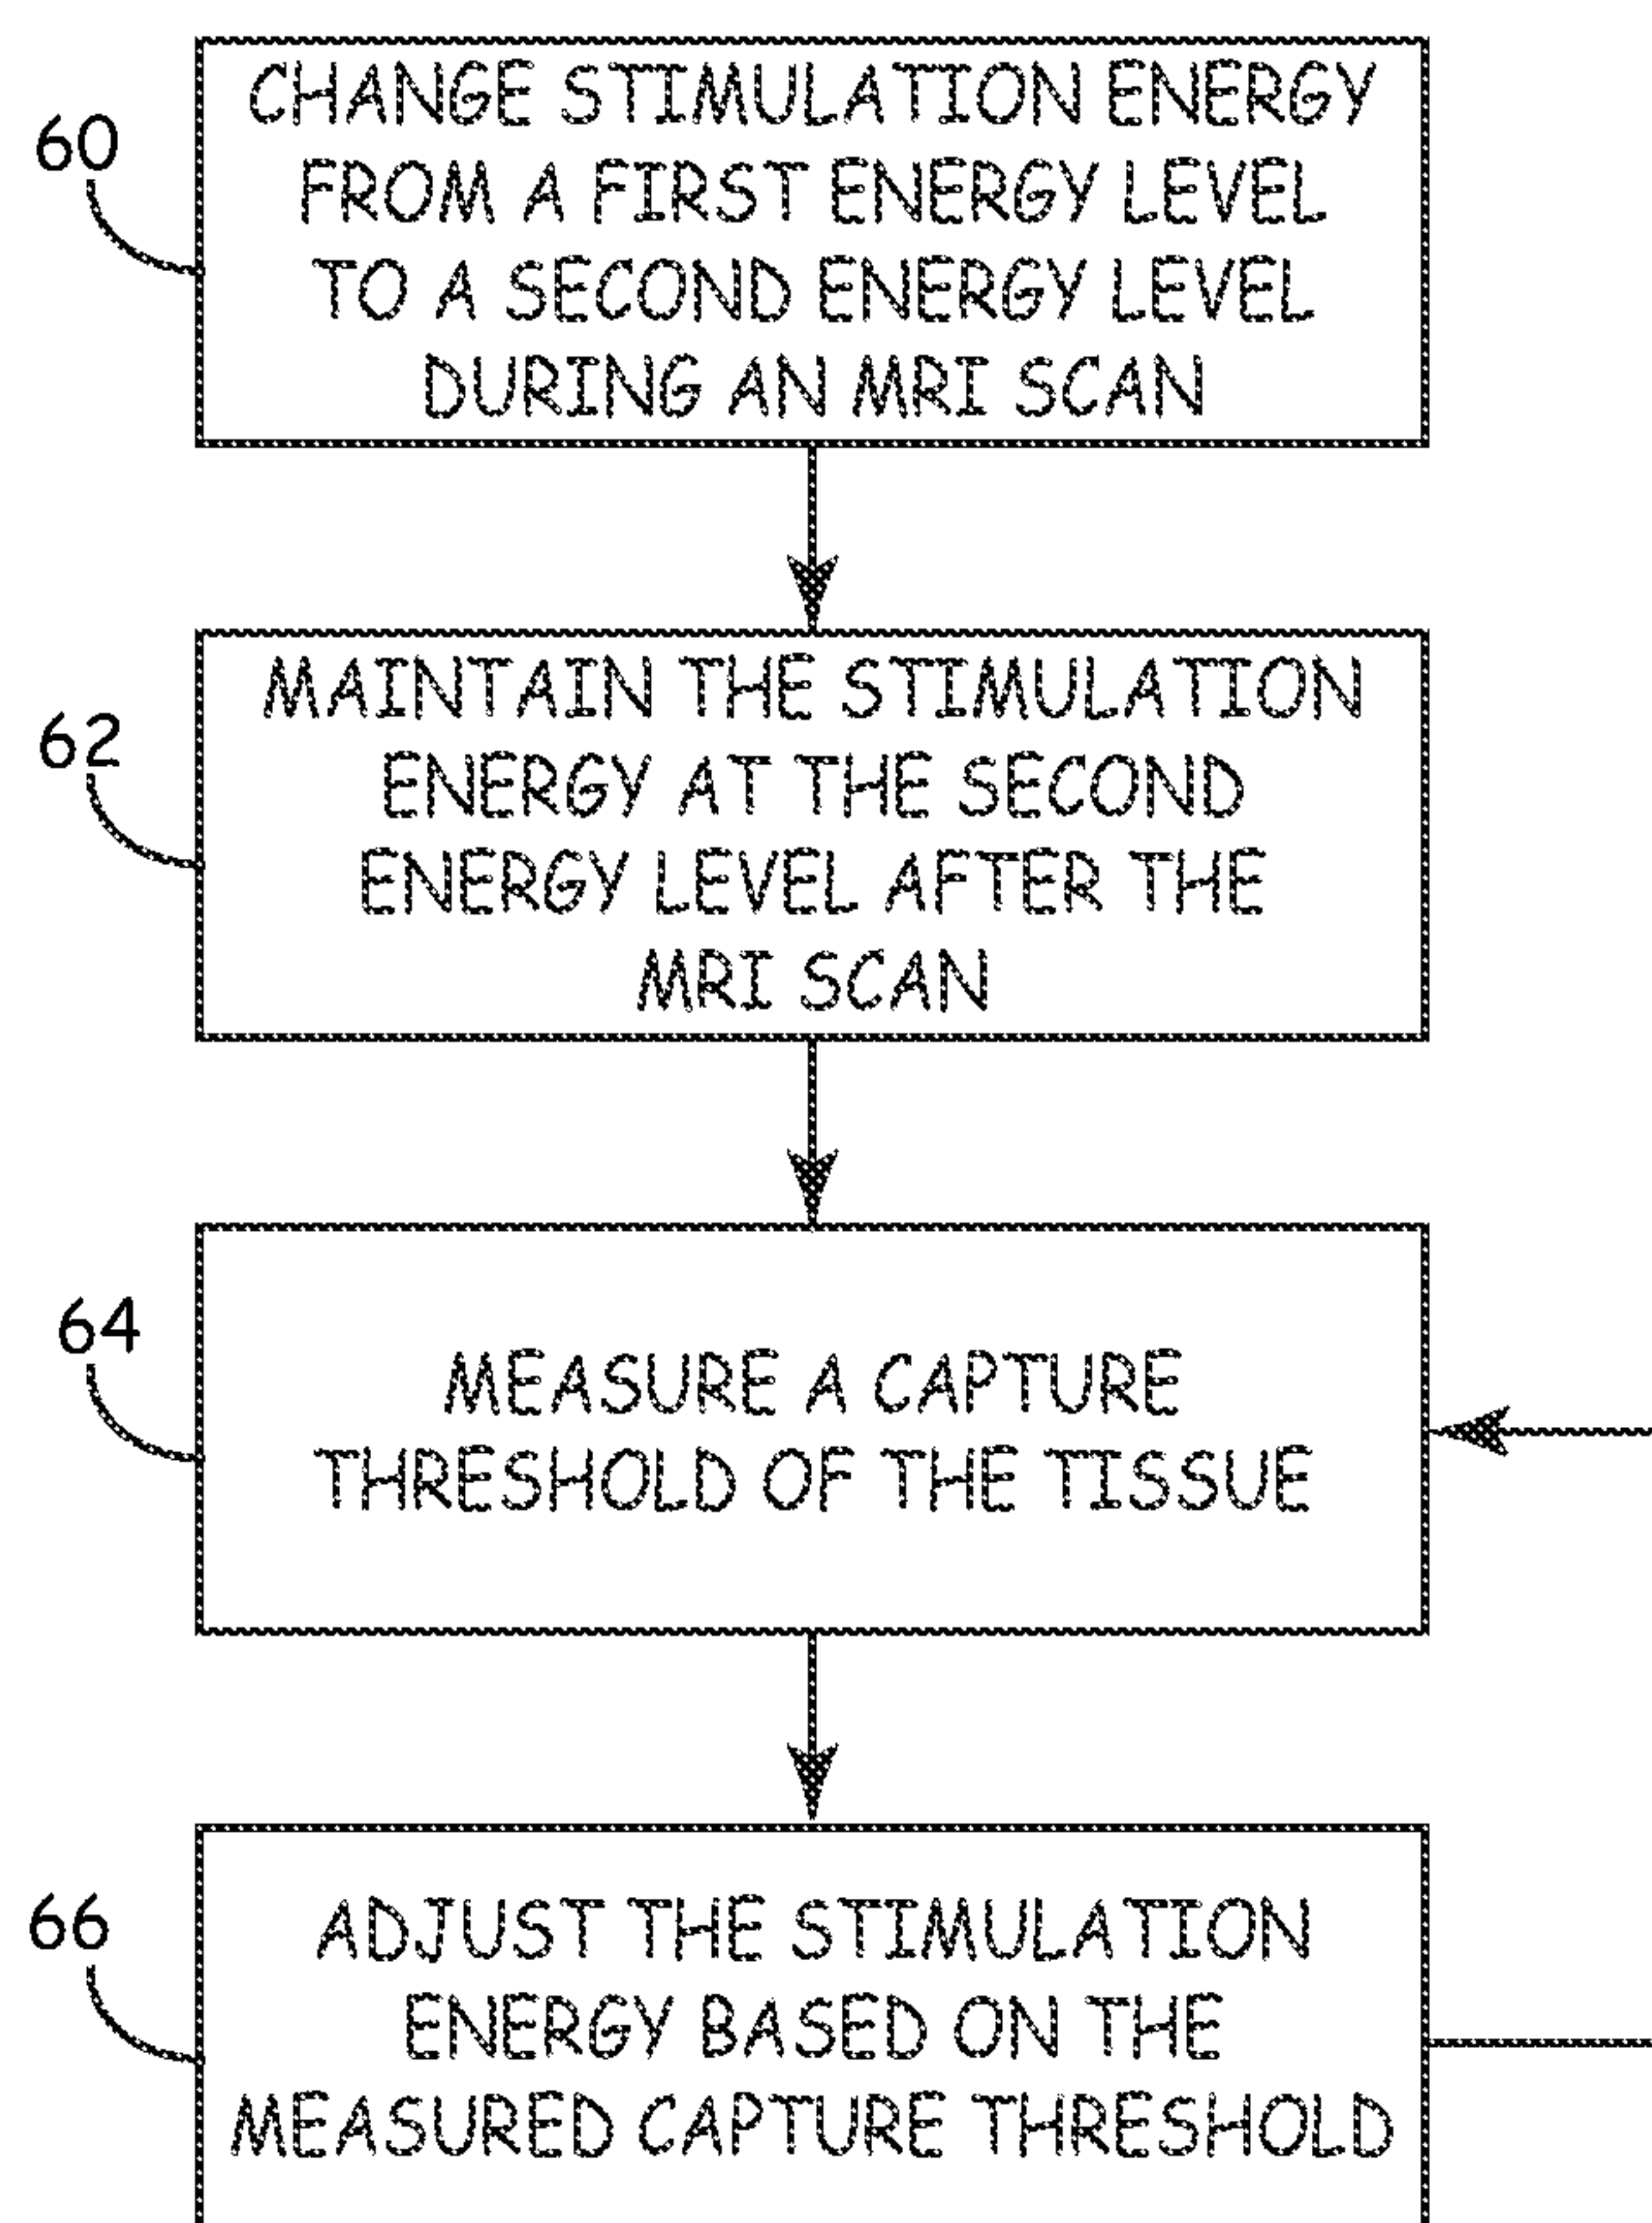 60
CHANGE STIMULATION ENERGY
FROM A FIRST ENERGY LEVEL
TO A SECOND ENERGY LEVEL
DURING AN MRI SCAN
62
MAINTAIN THE STIMULATION
ENERGY AT THE SECOND
ENERGY LEVEL AFTER THE
MRI SCAN
64
MEASURE A CAPTURE
THRESHOLD OF THE TISSUE
66
ADJUST THE STIMULATION
ENERGY BASED ON THE
MEASURED CAPTURE THRESHOLD